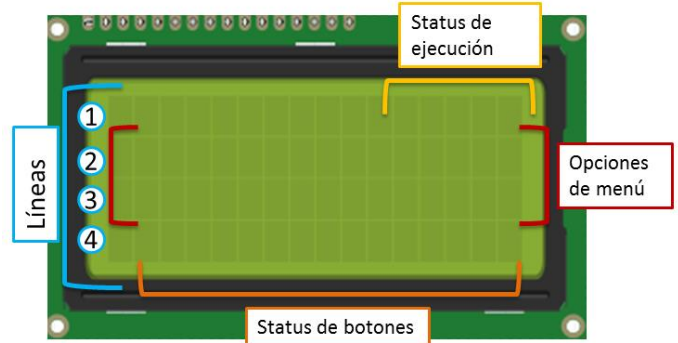 Status de
ejecución
Líneas
1
2
3
4
Opciones
de menú
Status de botones